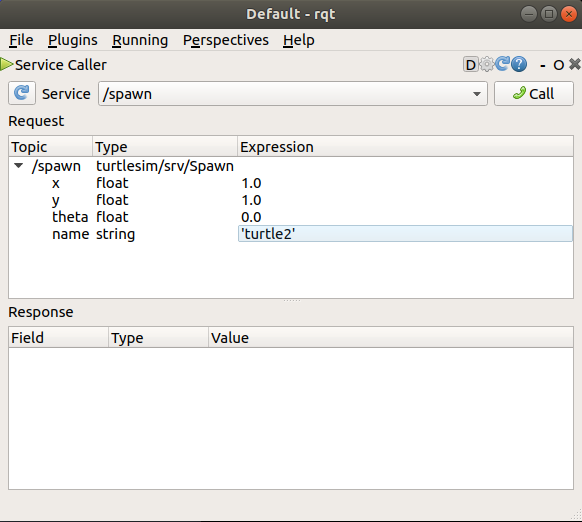 Default - rqt
File Plugins Running Perspectives Help
Service Caller D ? - O
Service /spawn Call
Request
Topic Type Expression
/spawn turtlesim/srv/Spawn
x float 1.0
y float 1.0
theta float 0.0
name string 'turtle2'
Response
Field Type Value